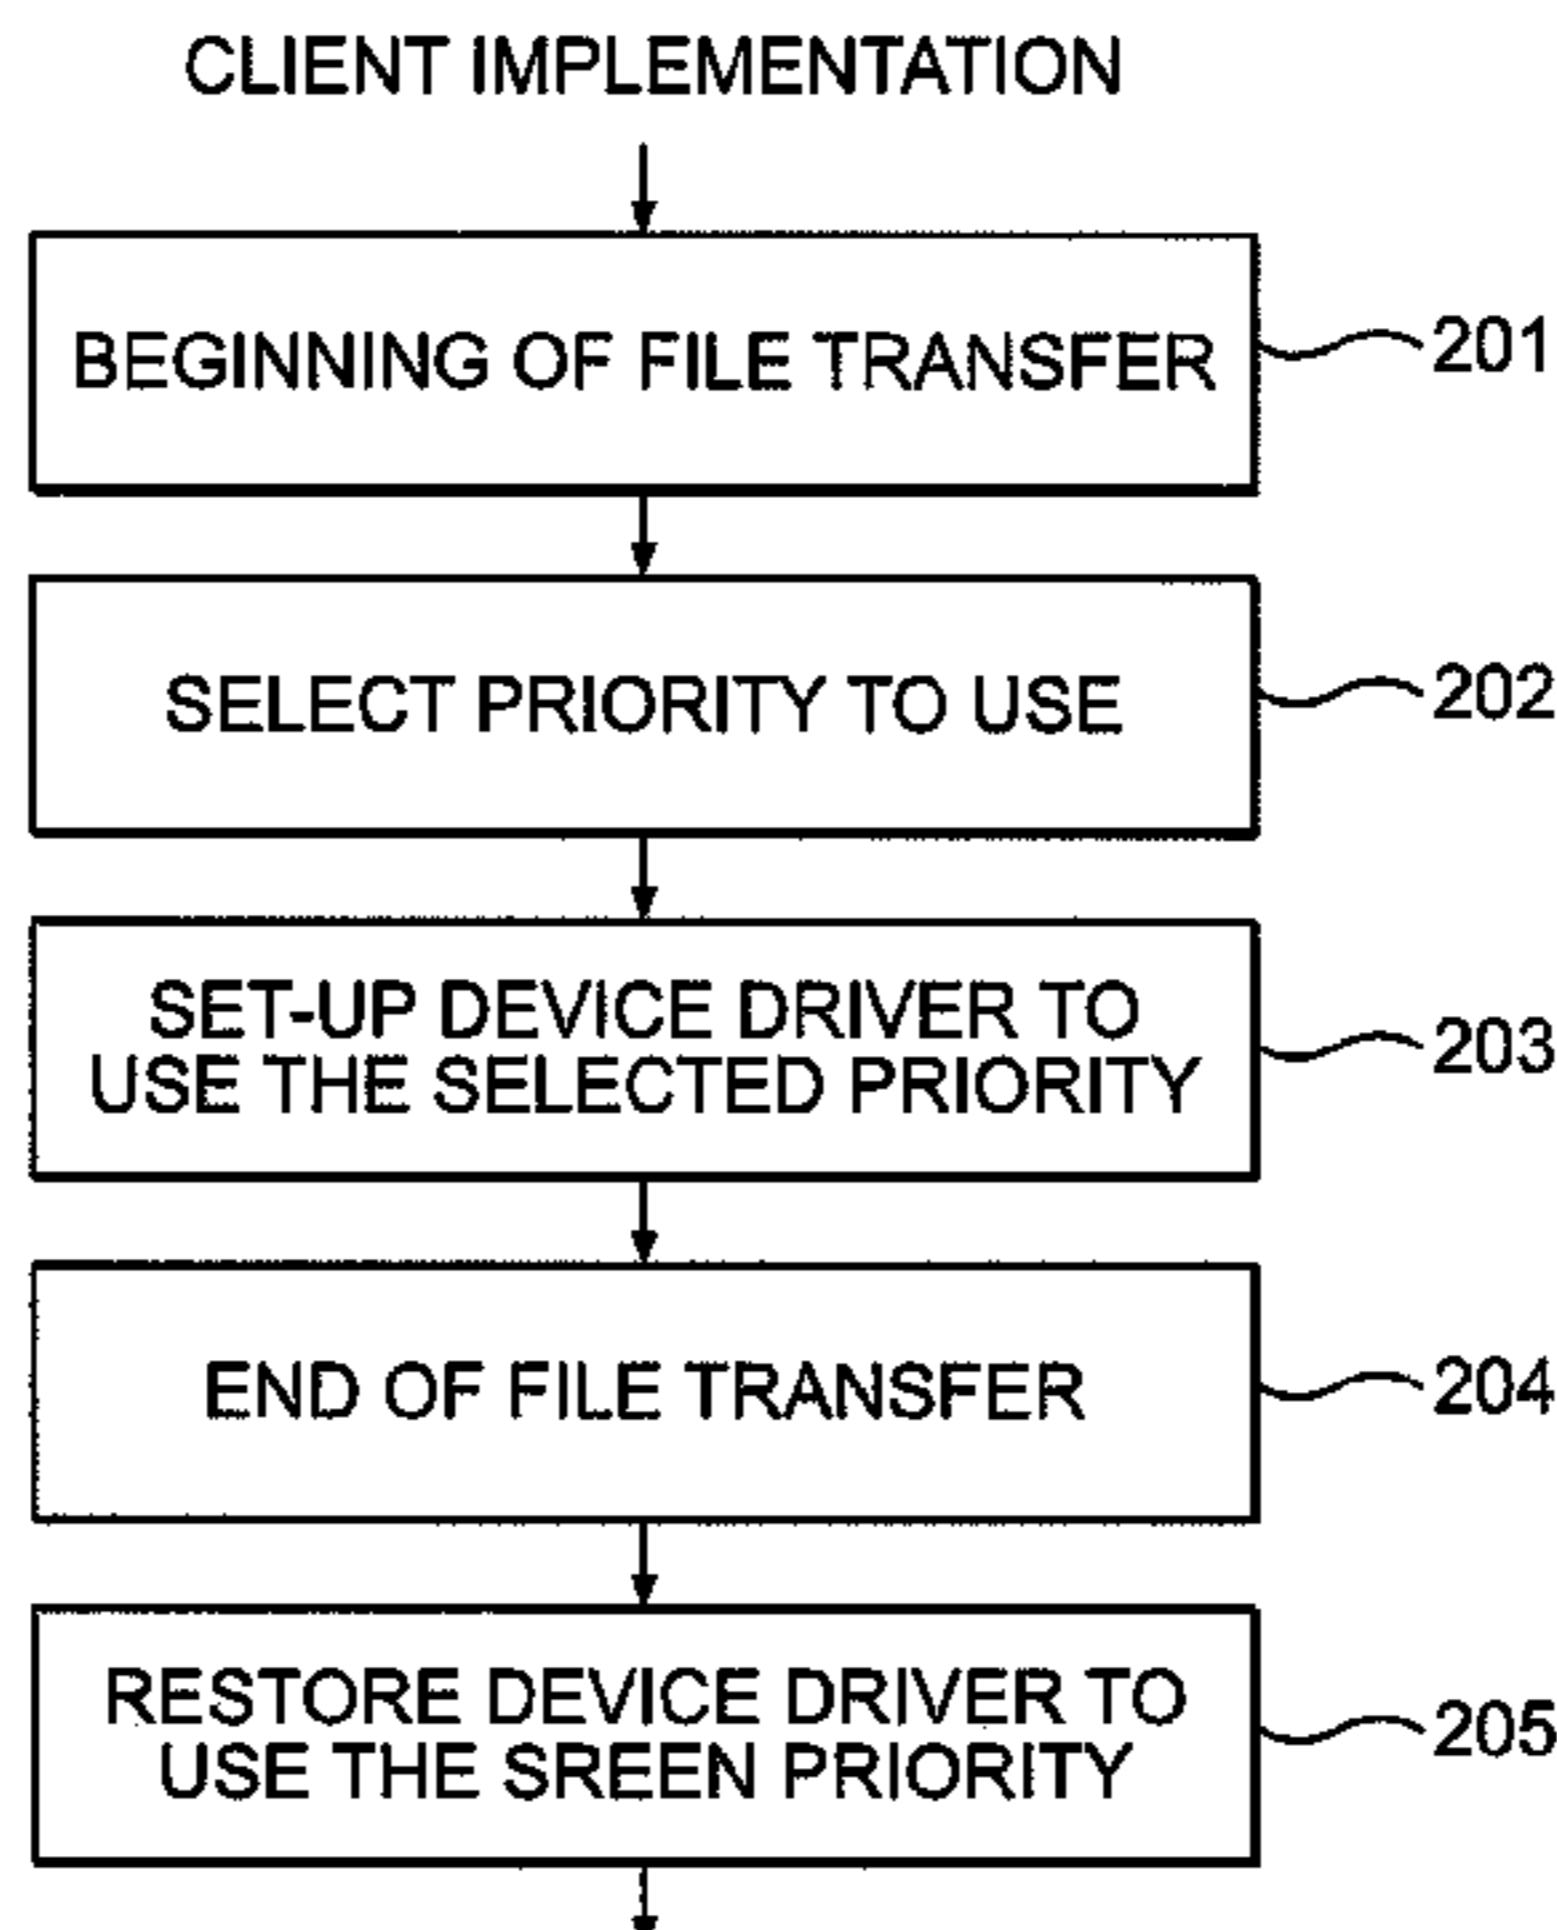 CLIENT IMPLEMENTATION
BEGINNING OF FILE TRANSFER
201
SELECT PRIORITY TO USE
202
SET-UP DEVICE DRIVER TO
USE THE SELECTED PRIORITY
203
END OF FILE TRANSFER
204
RESTORE DEVICE DRIVER TO
USE THE SREEN PRIORITY
205